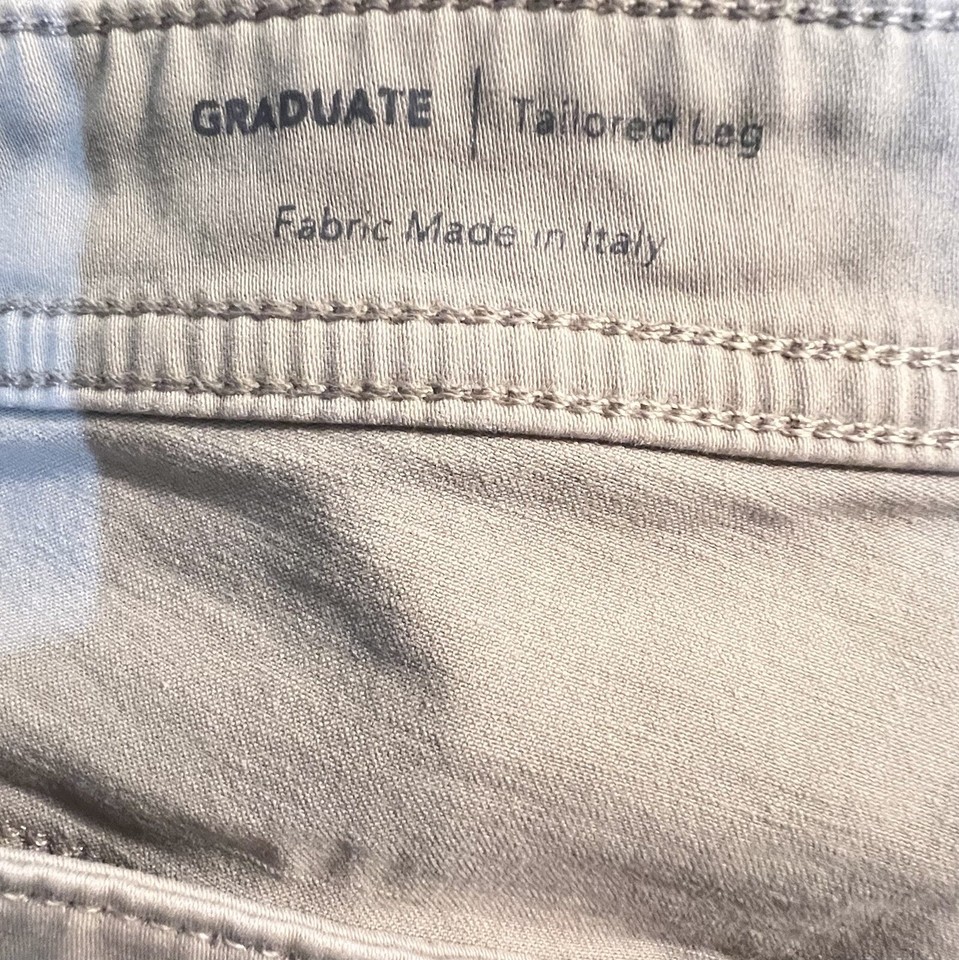 GRADUATE | Tailored Leg
Fabric Made in Italy